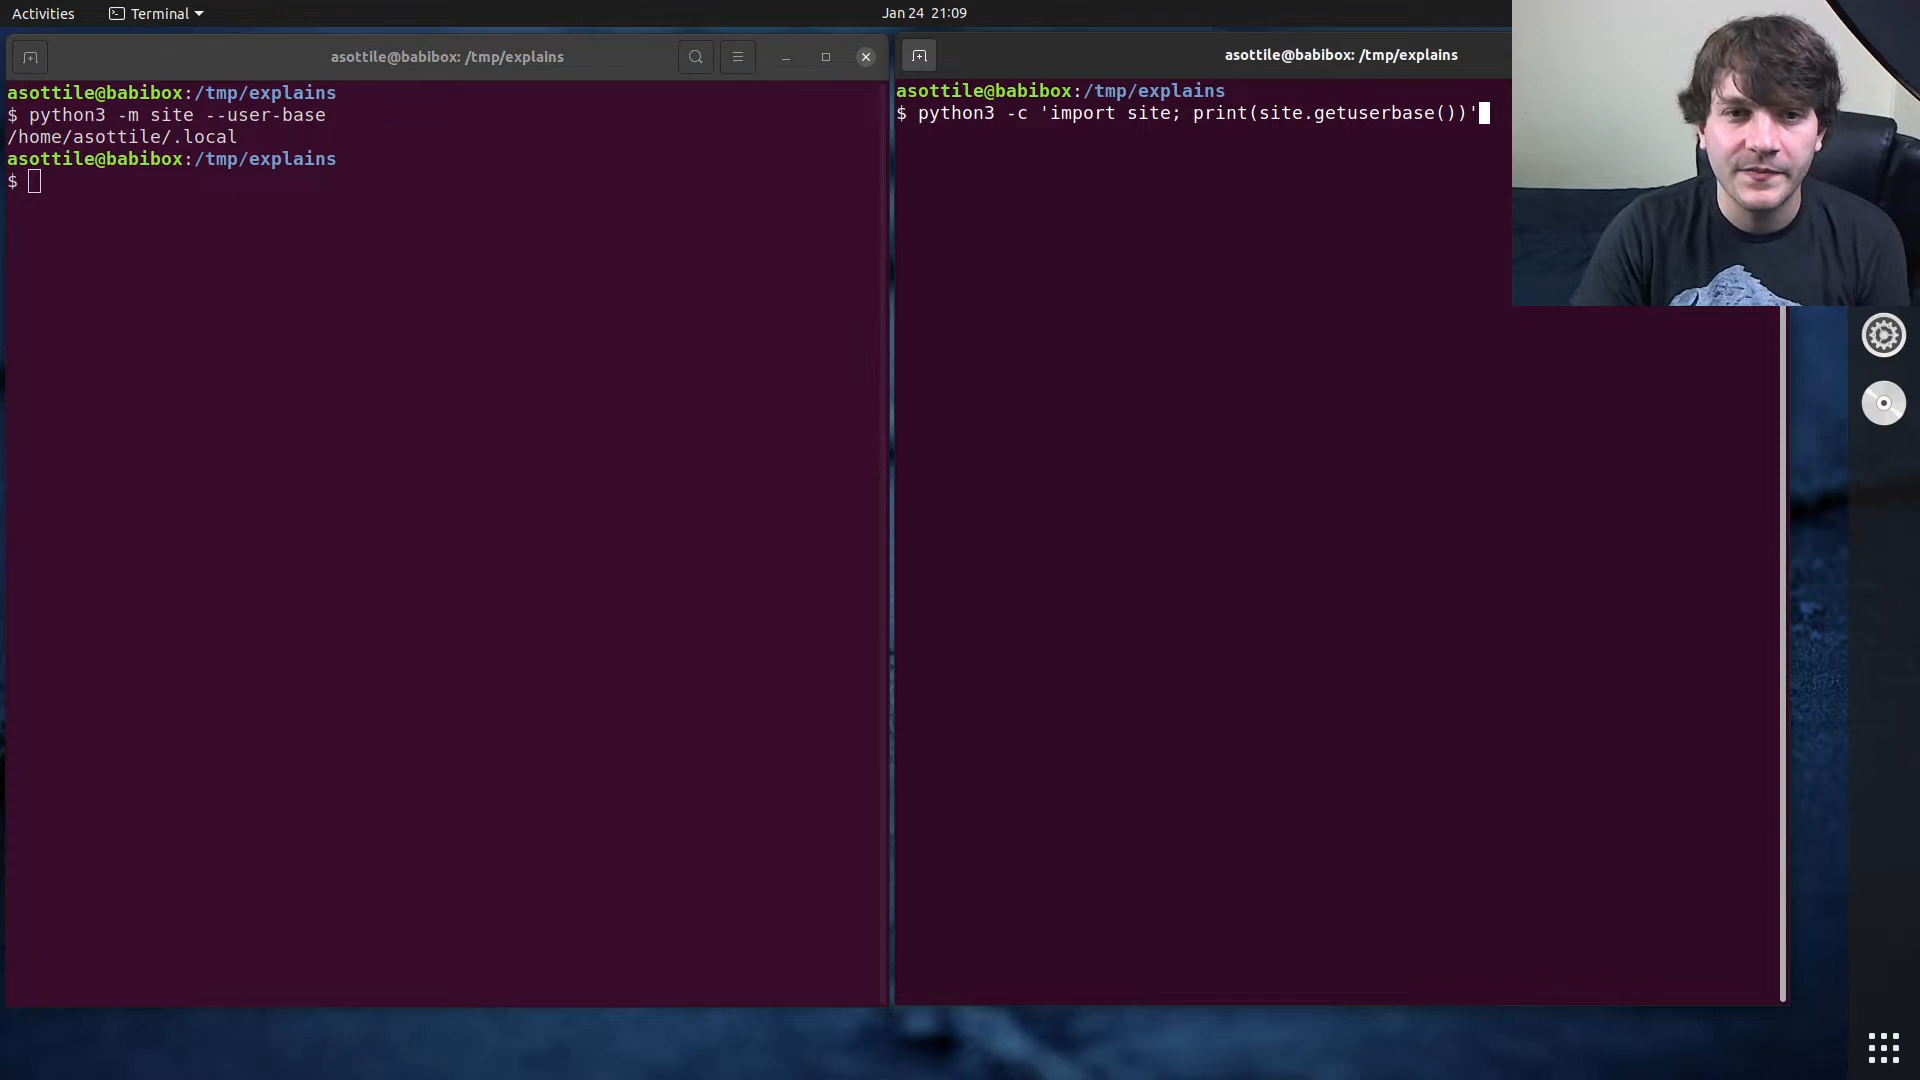 Activities
Terminal
Jan 24 21:09
asottile@babibox: /tmp/explains
asottile@babibox:/tmp/explains
$ python3 -m site --user-base
/home/asottile/.local
asottile@babibox:/tmp/explains
$
asottile@babibox: /tmp/explains
asottile@babibox:/tmp/explains
$ python3 -c 'import site; print(site.getuserbase())'